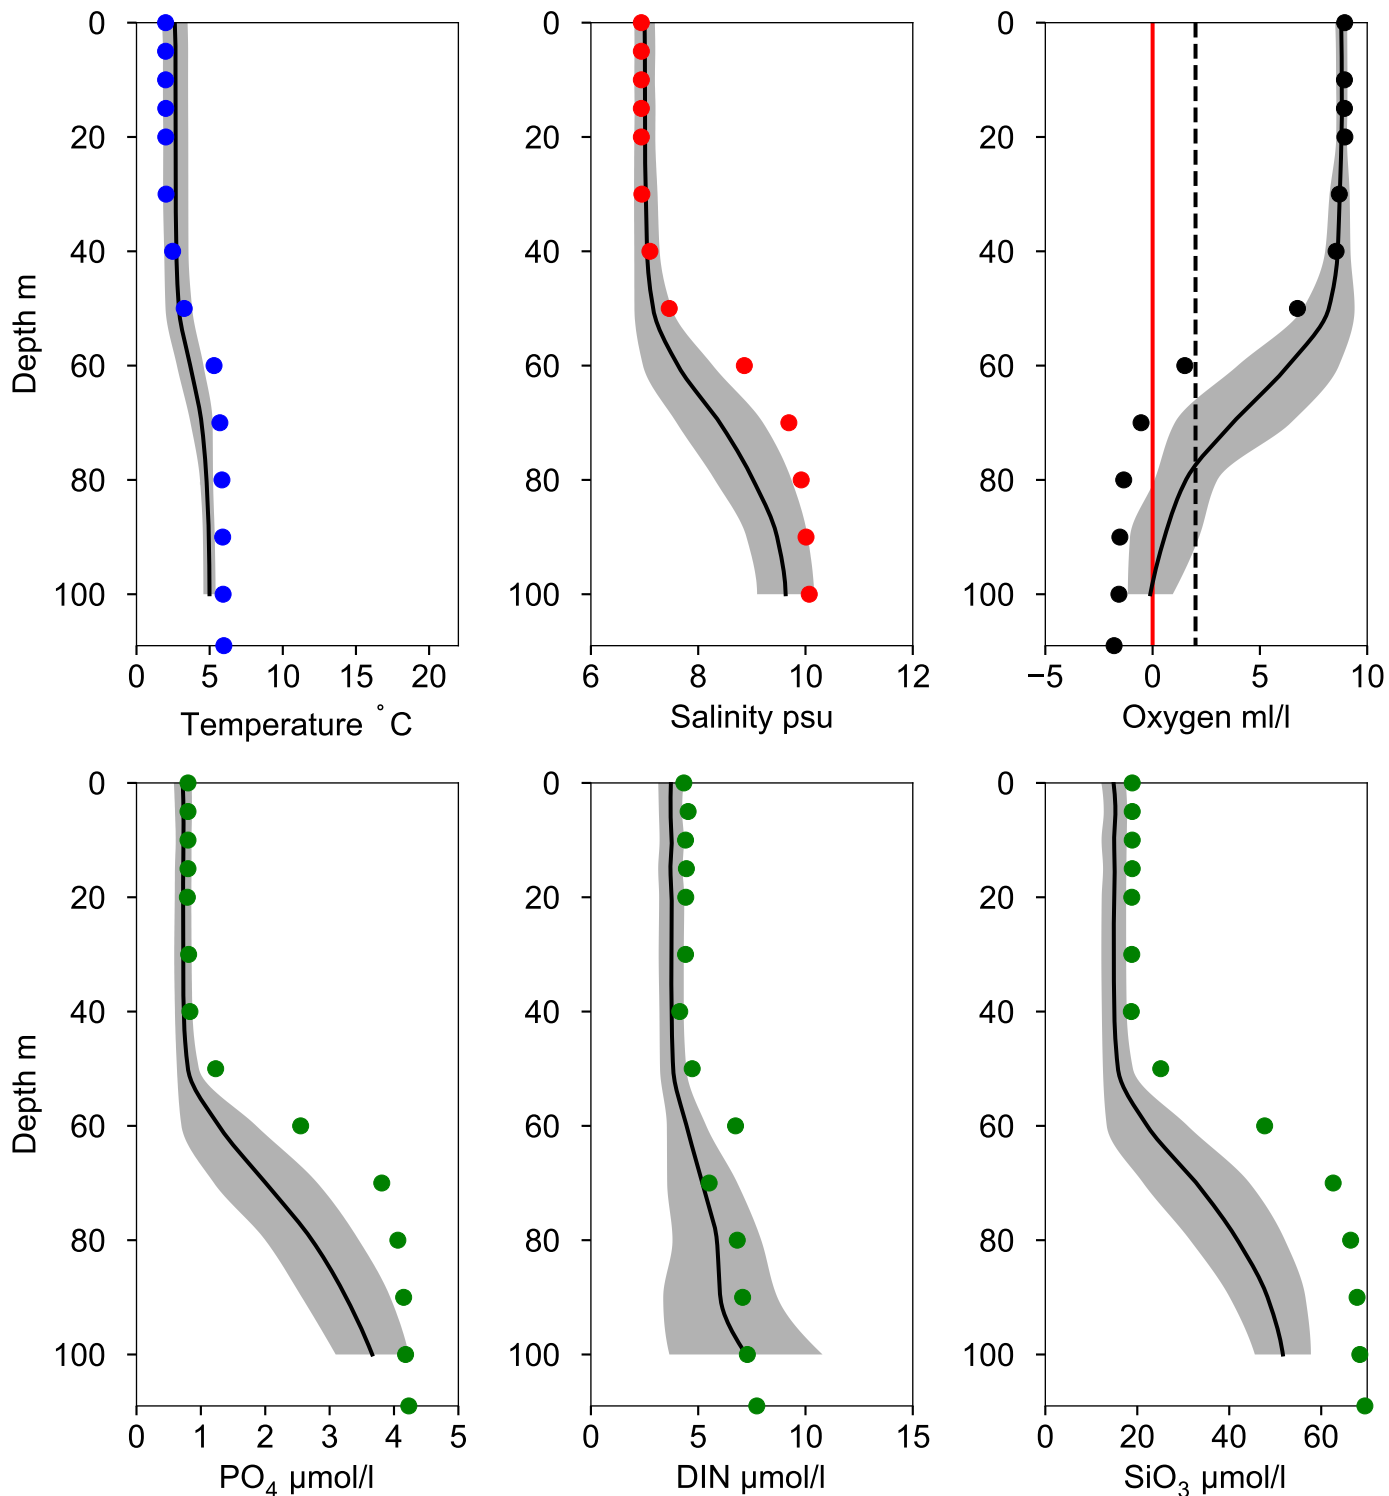 0
20
40
60
80
100
Depth m
0 5 10 15 20
Temperature °C
0
20
40
60
80
100
6 8 10 12
Salinity psu
0
20
40
60
80
100
−5 0 5 10
Oxygen ml/l
0
20
40
60
80
100
Depth m
0 1 2 3 4 5
PO₄ µmol/l
0
20
40
60
80
100
0 5 10 15
DIN µmol/l
0
20
40
60
80
100
0 20 40 60
SiO₃ µmol/l